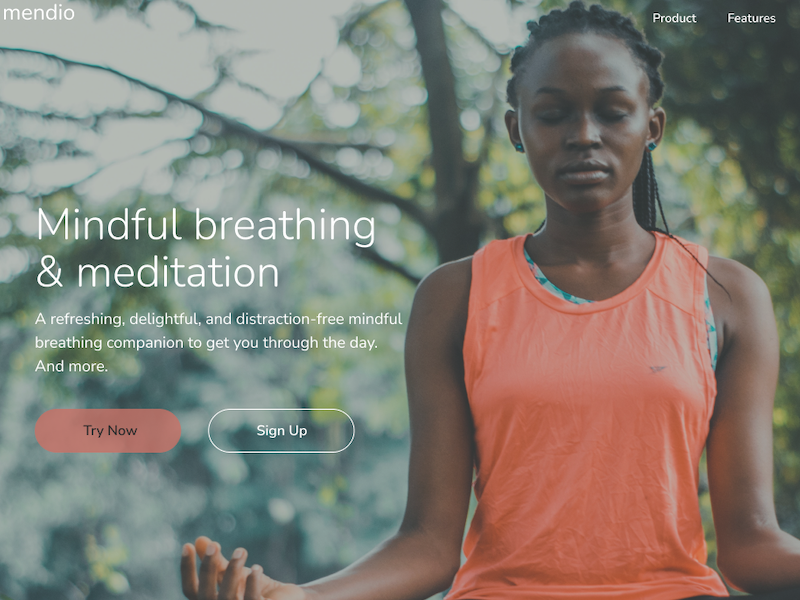 mendio
Product
Features
Mindful breathing
& meditation
A refreshing, delightful, and distraction-free mindful
breathing companion to get you through the day.
And more.
Try Now
Sign Up